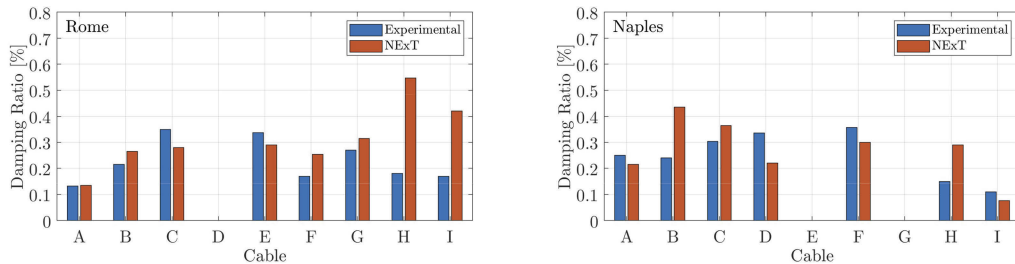 Rome
Experimental
NExT
Damping Ratio [%]
0.8
0.7
0.6
0.5
0.4
0.3
0.2
0.1
0
A B C D E F G H I
Cable
Naples
Experimental
NExT
Damping Ratio [%]
0.8
0.7
0.6
0.5
0.4
0.3
0.2
0.1
0
A B C D E F G H I
Cable